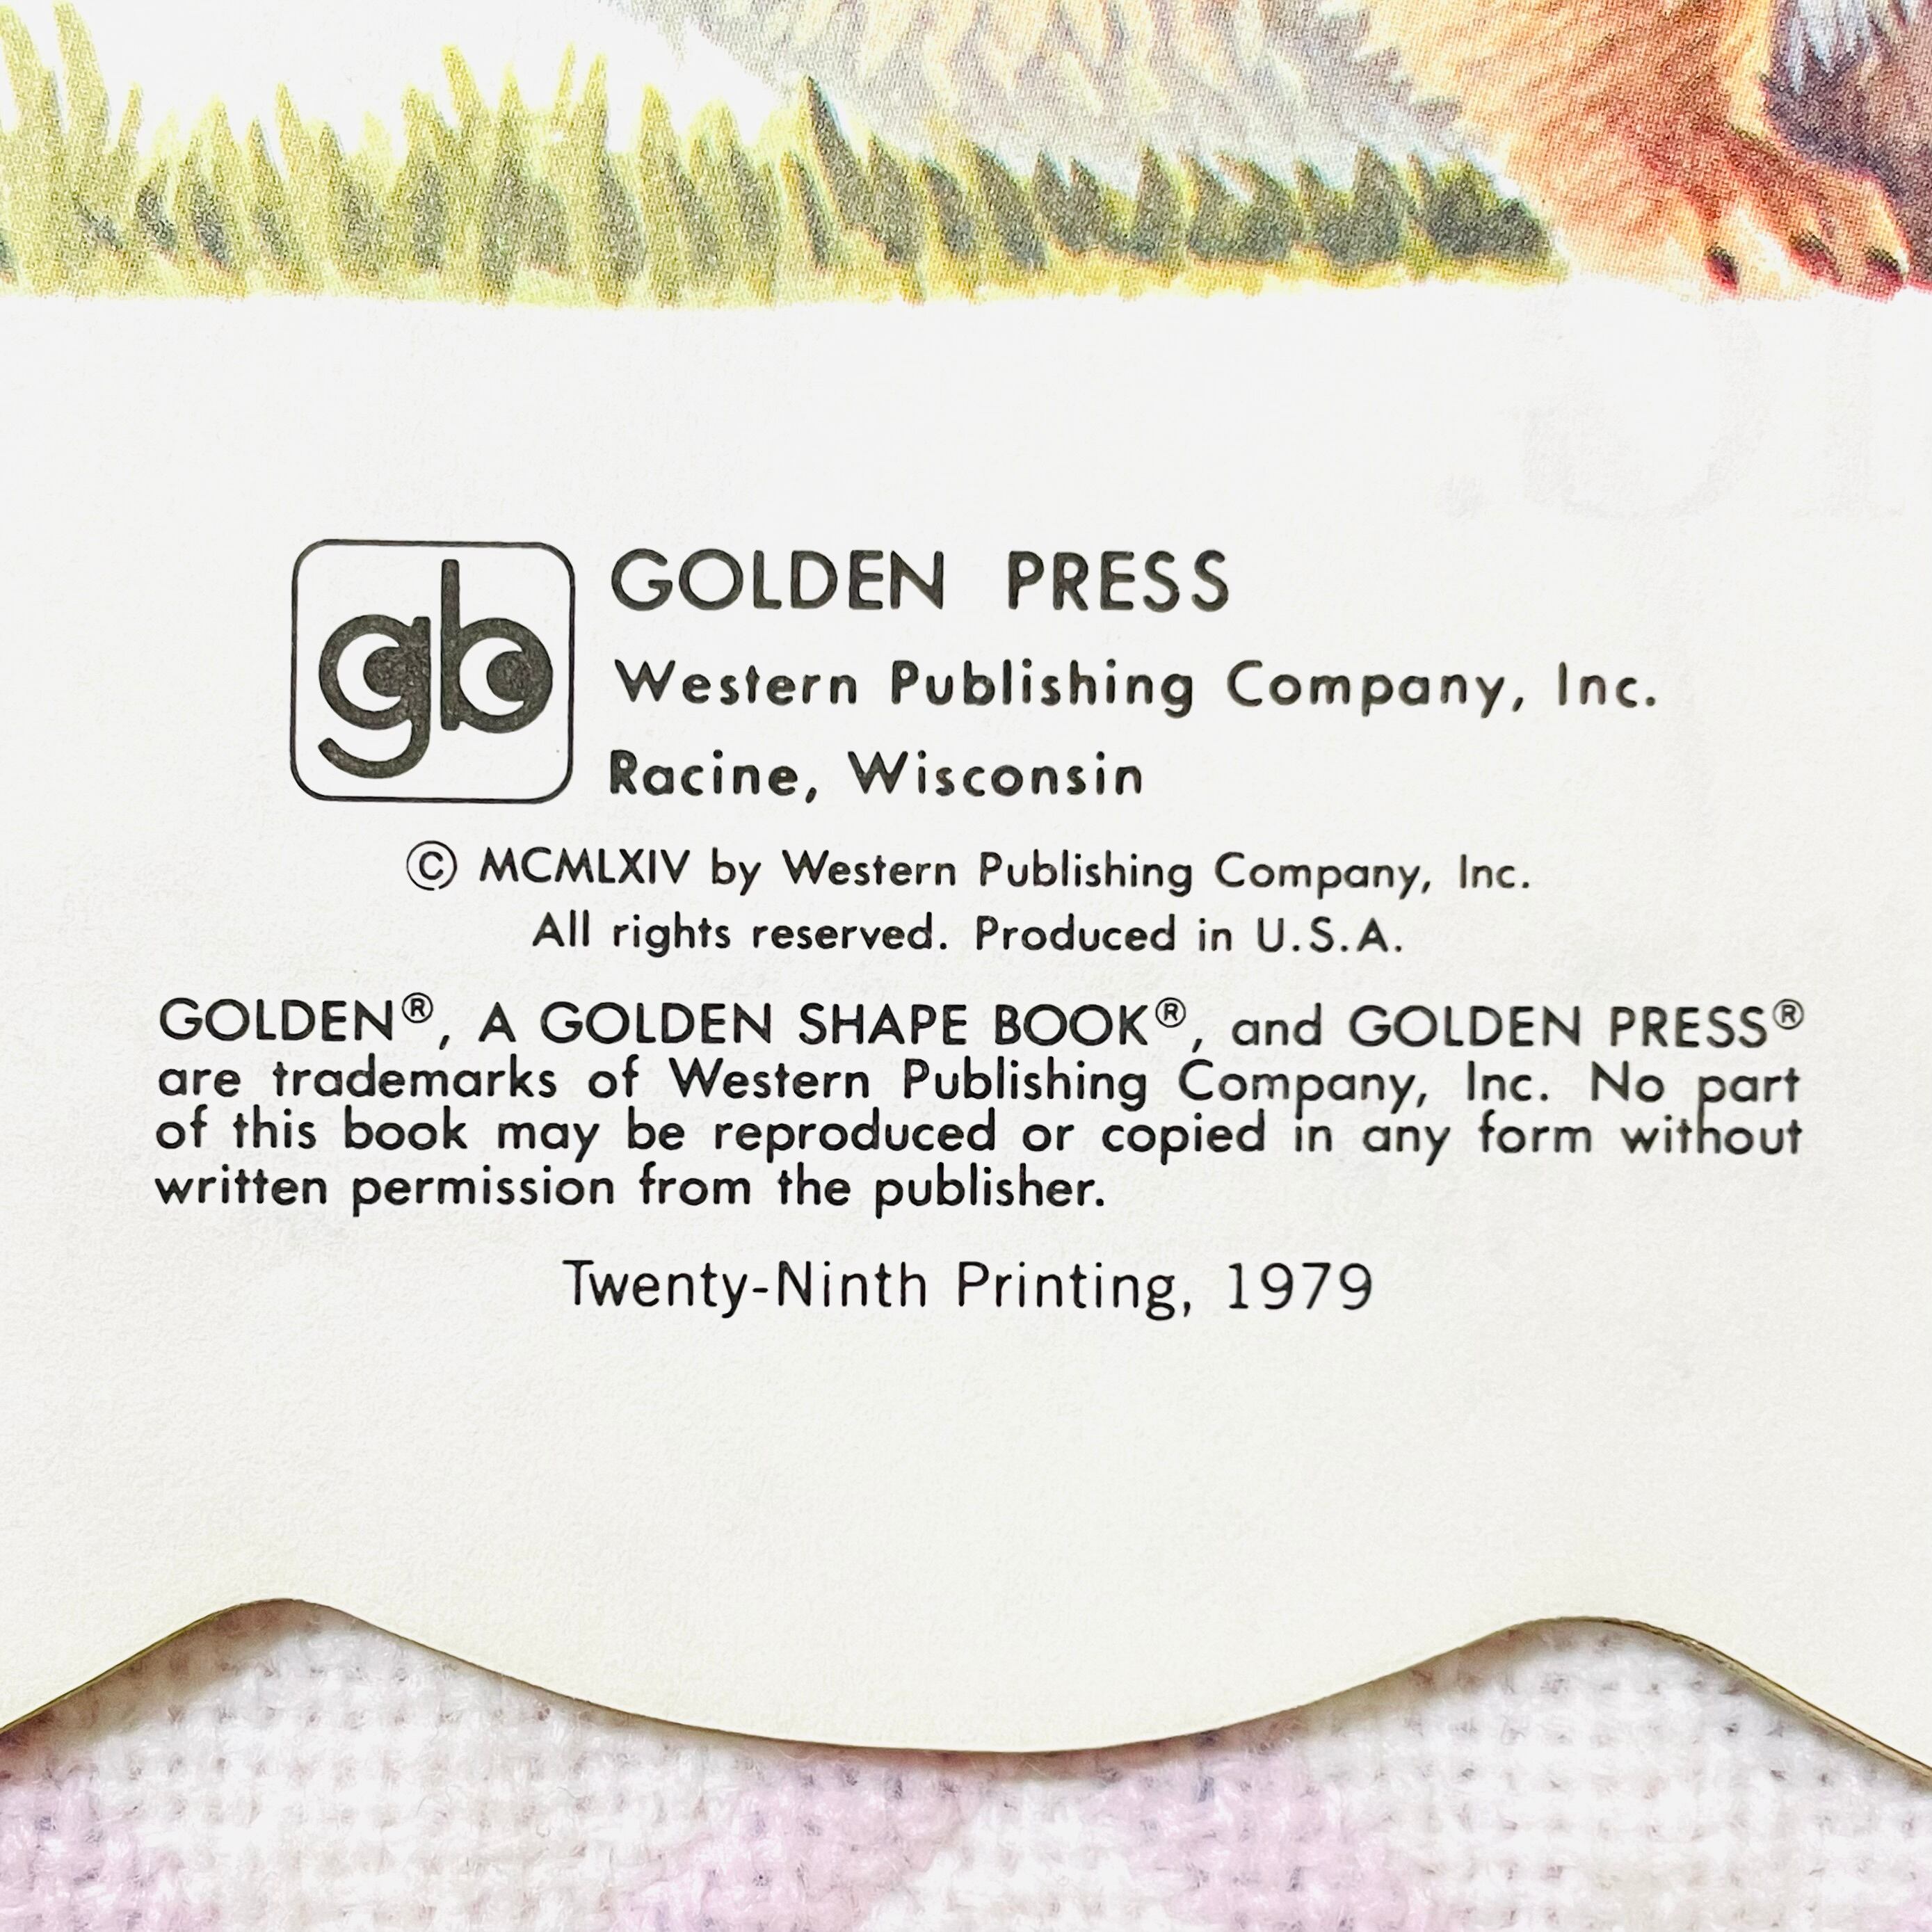 gb
GOLDEN PRESS
Western Publishing Company, Inc.
Racine, Wisconsin
© MCMLXIV by Western Publishing Company, Inc.
All rights reserved. Produced in U.S.A.
GOLDEN®, A GOLDEN SHAPE BOOK®, and GOLDEN PRESS®
are trademarks of Western Publishing Company, Inc. No part
of this book may be reproduced or copied in any form without
written permission from the publisher.
Twenty-Ninth Printing, 1979